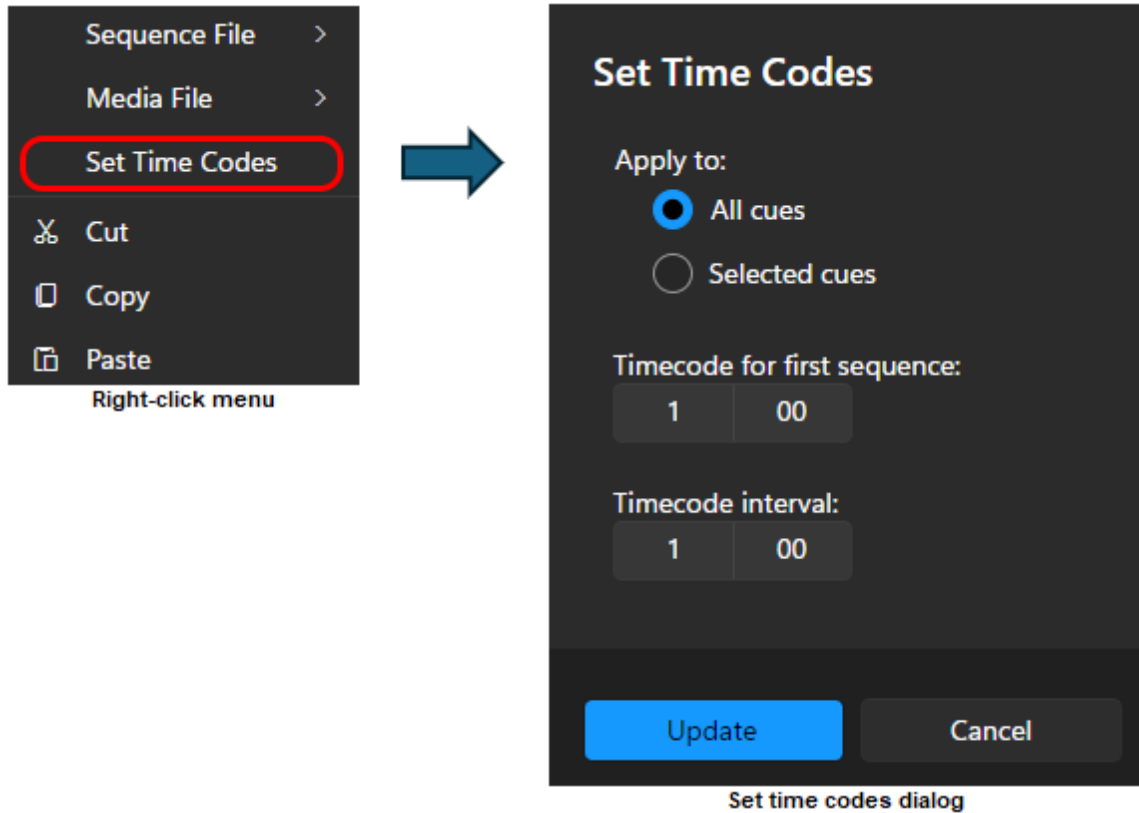 Sequence File
Media File
Set Time Codes
Cut
Copy
Paste
Right-click menu
Set Time Codes
Apply to:
All cues
Selected cues
Timecode for first sequence:
1 00
Timecode interval:
1 00
Update Cancel
Set time codes dialog